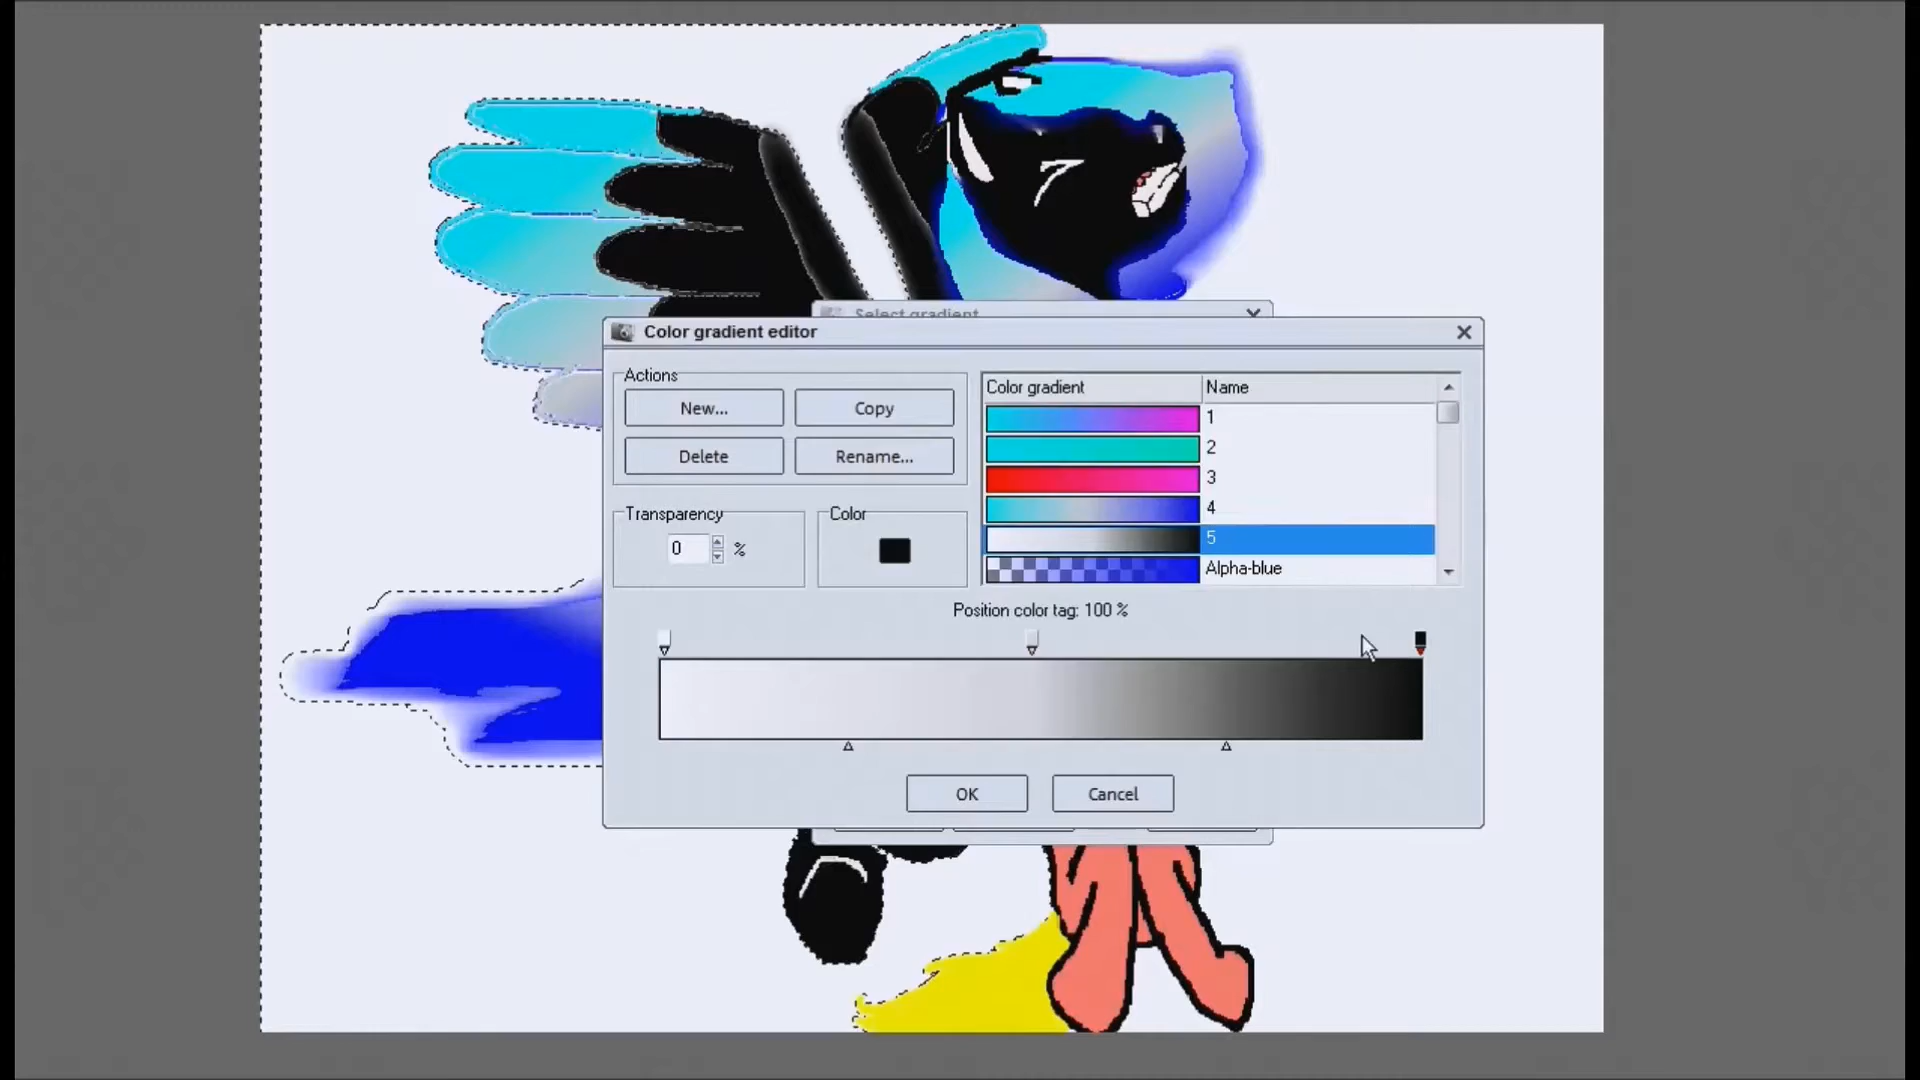 Select gradient
Color gradient editor
Actions
New...
Copy
Delete
Rename...
Transparency
0 %
Color
Color gradient
Name
1
2
3
4
5
Alpha-blue
Position color tag: 100 %
OK
Cancel